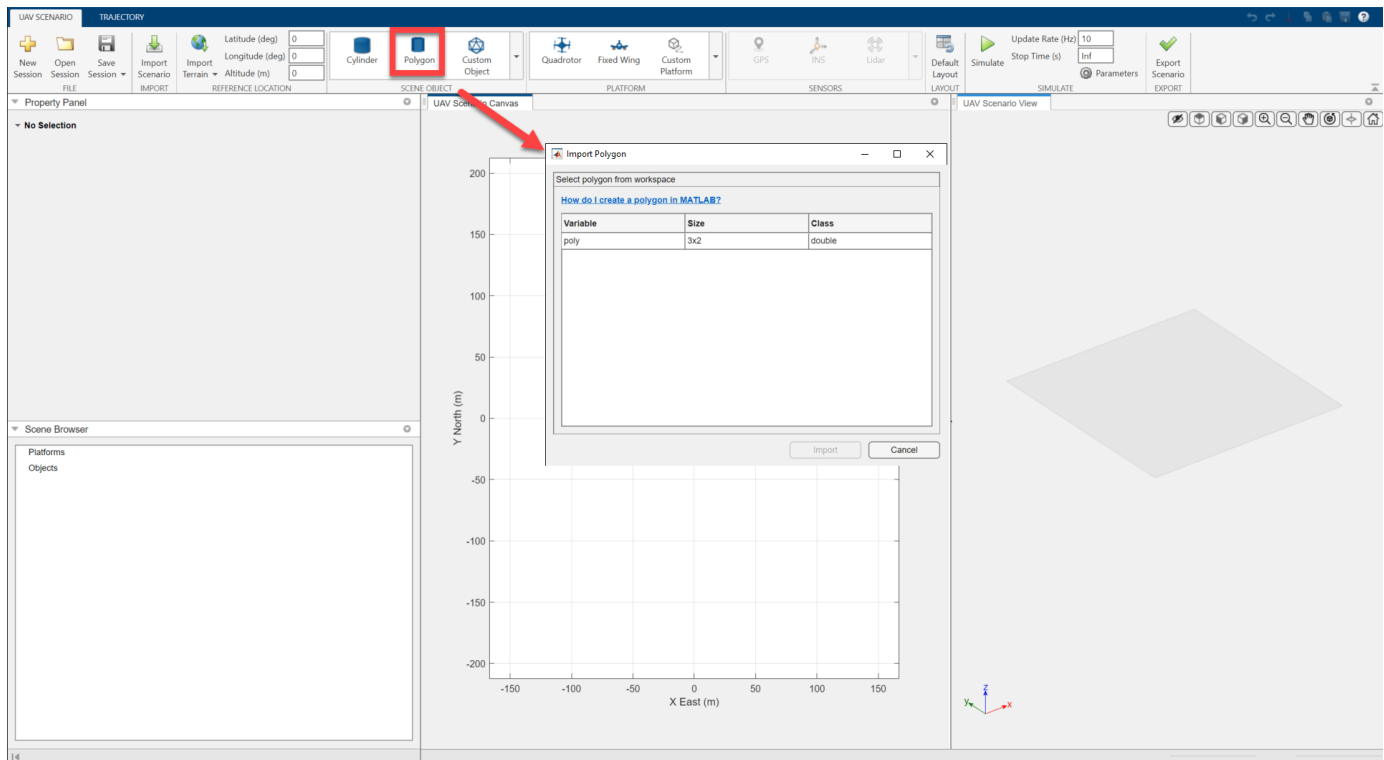 UAV SCENARIO TRAJECTORY
New Session
Open Session
Save Session
Import Scenario
Import Terrain
Latitude (deg) 0
Longitude (deg) 0
Altitude (m) 0
Cylinder
Polygon
Custom Object
Quadrotor
Fixed Wing
Custom Platform
GPS
INS
Lidar
Default Layout
Simulate
Update Rate (Hz) 10
Stop Time (s) Inf
Parameters
Export Scenario
FILE IMPORT REFERENCE LOCATION SCENE OBJECT PLATFORM SENSORS LAYOUT SIMULATE EXPORT
Property Panel
No Selection
Scene Browser
Platforms
Objects
UAV Scenario Canvas
200
150
100
50
0
-50
-100
-150
-200
Y North (m)
-150 -100 -50 0 50 100 150
X East (m)
Import Polygon
Select polygon from workspace
How do I create a polygon in MATLAB?
Variable Size Class
poly 3x2 double
Import Cancel
UAV Scenario View
z
y
x